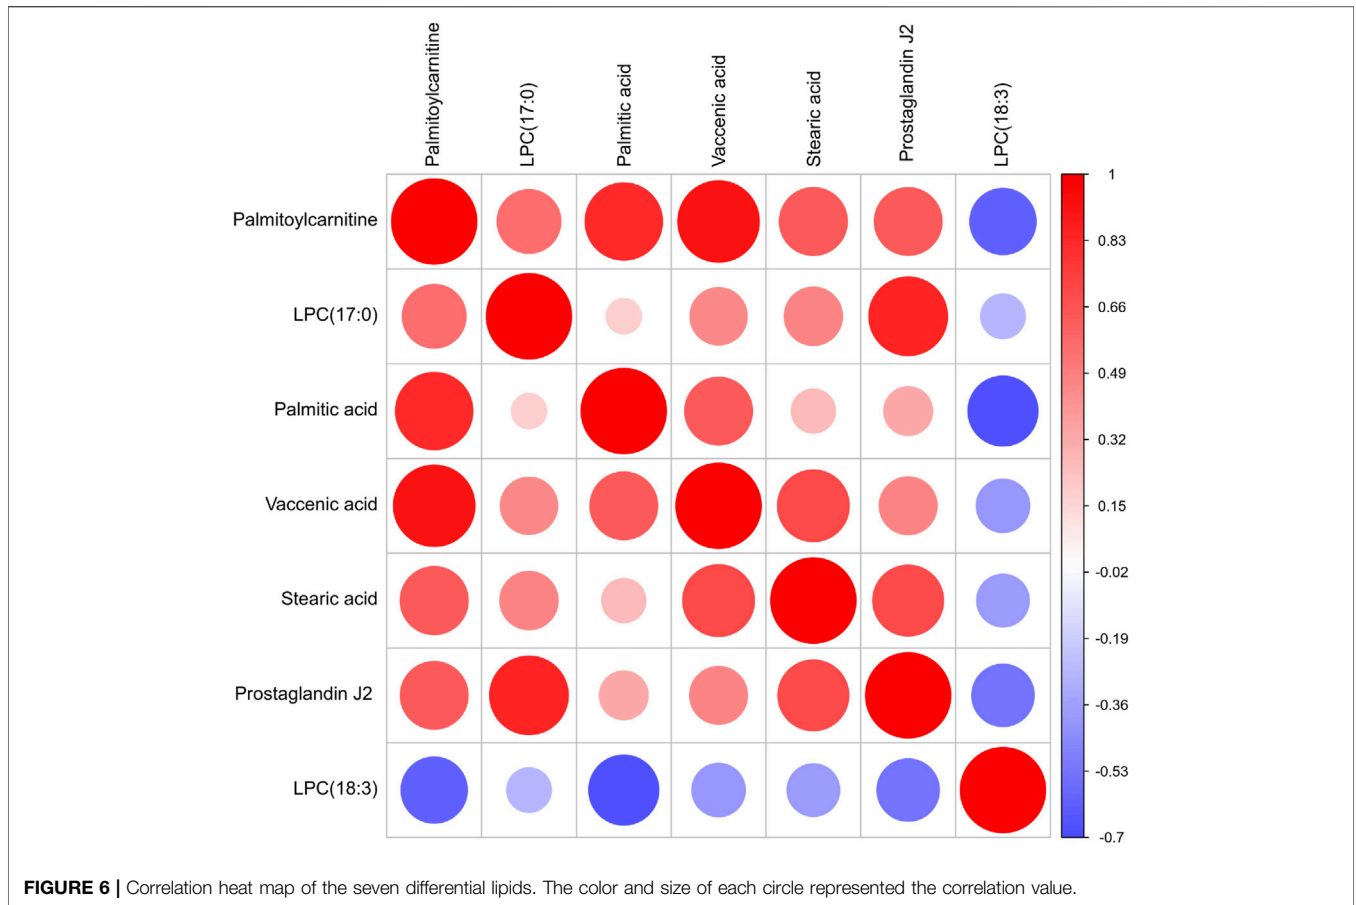 Palmitoylcarnitine
LPC(17:0)
Palmitic acid
Vaccenic acid
Stearic acid
Prostaglandin J2
LPC(18:3)
Palmitoylcarnitine
LPC(17:0)
Palmitic acid
Vaccenic acid
Stearic acid
Prostaglandin J2
LPC(18:3)
1
0.83
0.66
0.49
0.32
0.15
-0.02
-0.19
-0.36
-0.53
-0.7
FIGURE 6 | Correlation heat map of the seven differential lipids. The color and size of each circle represented the correlation value.